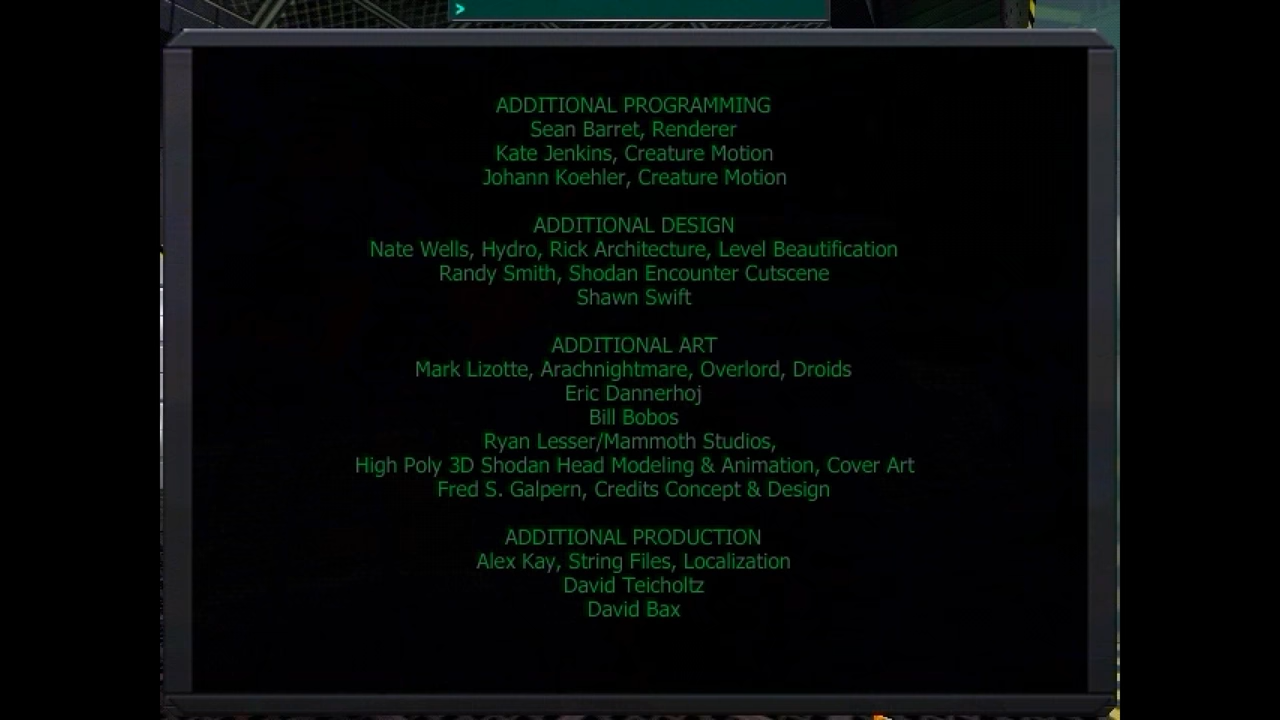 >
ADDITIONAL PROGRAMMING
Sean Barret, Renderer
Kate Jenkins, Creature Motion
Johann Koehler, Creature Motion
ADDITIONAL DESIGN
Nate Wells, Hydro, Rick Architecture, Level Beautification
Randy Smith, Shodan Encounter Cutscene
Shawn Swift
ADDITIONAL ART
Mark Lizotte, Arachnightmare, Overlord, Droids
Eric Dannerhoj
Bill Bobos
Ryan Lesser/Mammoth Studios,
High Poly 3D Shodan Head Modeling & Animation, Cover Art
Fred S. Galpern, Credits Concept & Design
ADDITIONAL PRODUCTION
Alex Kay, String Files, Localization
David Teicholtz
David Bax